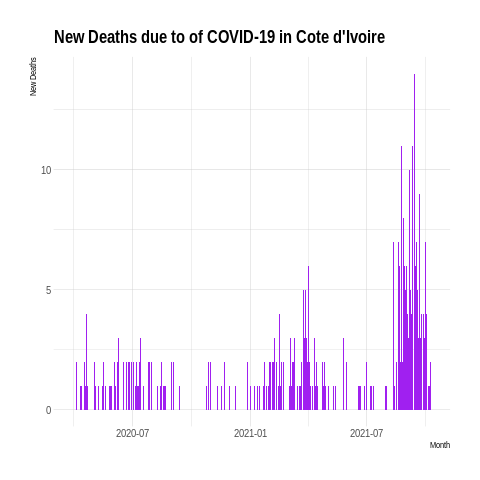 New Deaths due to of COVID-19 in Cote d'Ivoire
New Deaths
10
5
0
2020-07
2021-01
2021-07
Month